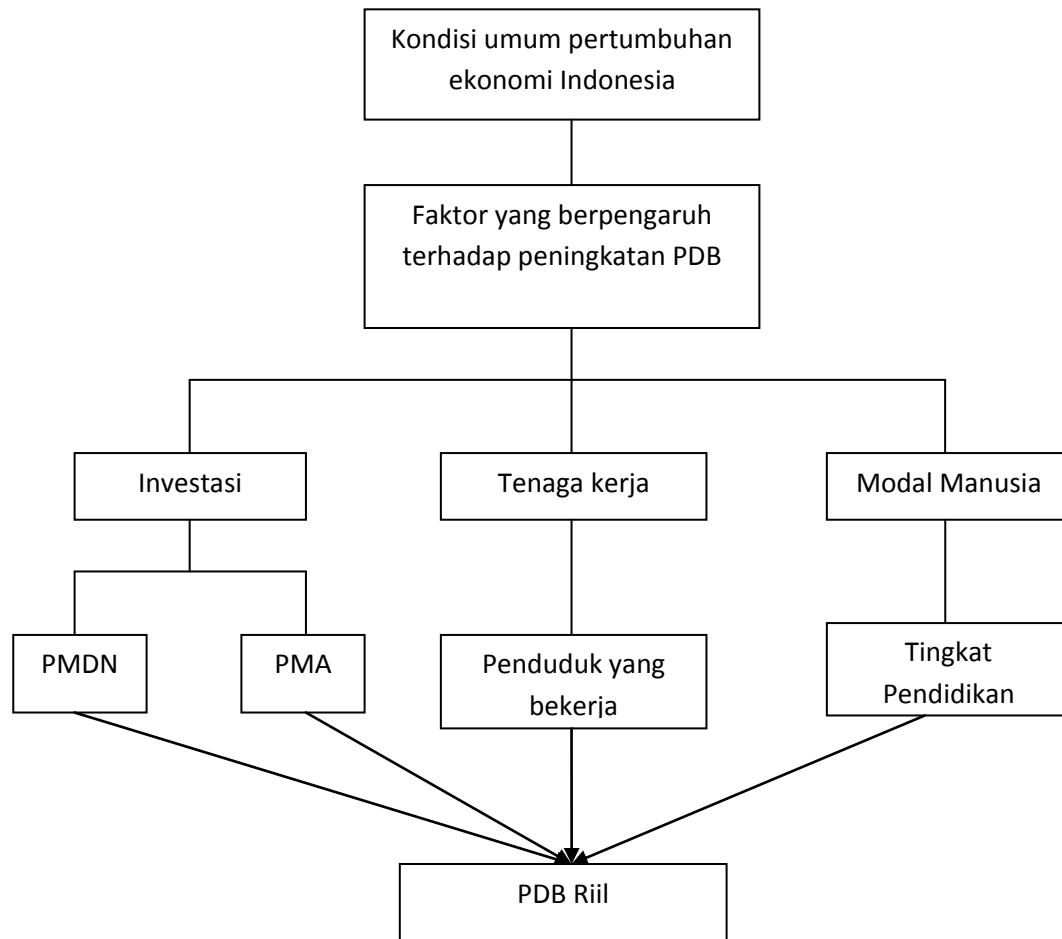 Kondisi umum pertumbuhan
ekonomi Indonesia
Faktor yang berpengaruh
terhadap peningkatan PDB
Investasi
Tenaga kerja
Modal Manusia
PMDN
PMA
Penduduk yang
bekerja
Tingkat
Pendidikan
PDB Riil